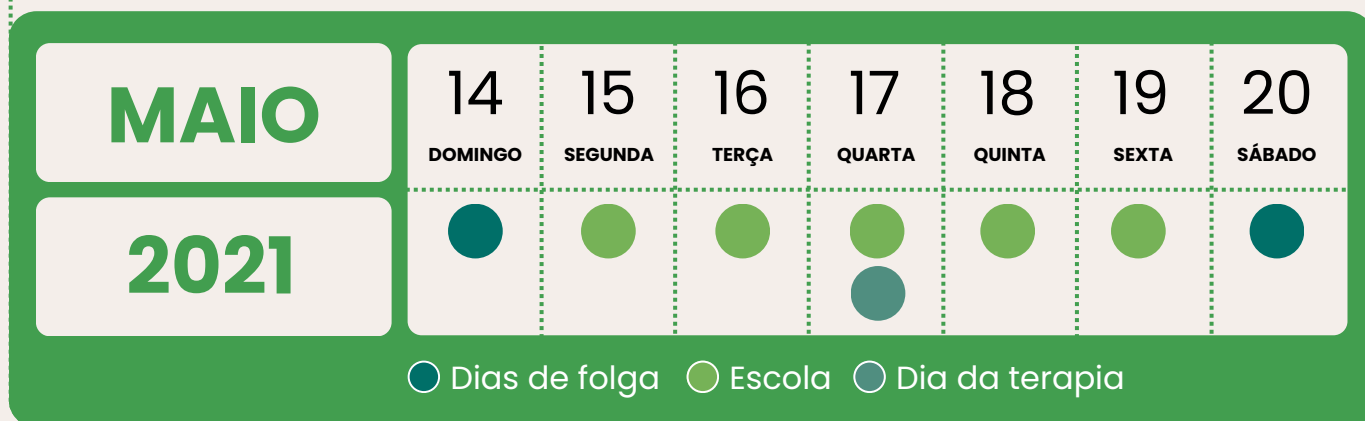 MAIO
2021
14 15 16 17 18 19 20
DOMINGO SEGUNDA TERÇA QUARTA QUINTA SEXTA SÁBADO
Dias de folga Escola Dia da terapia